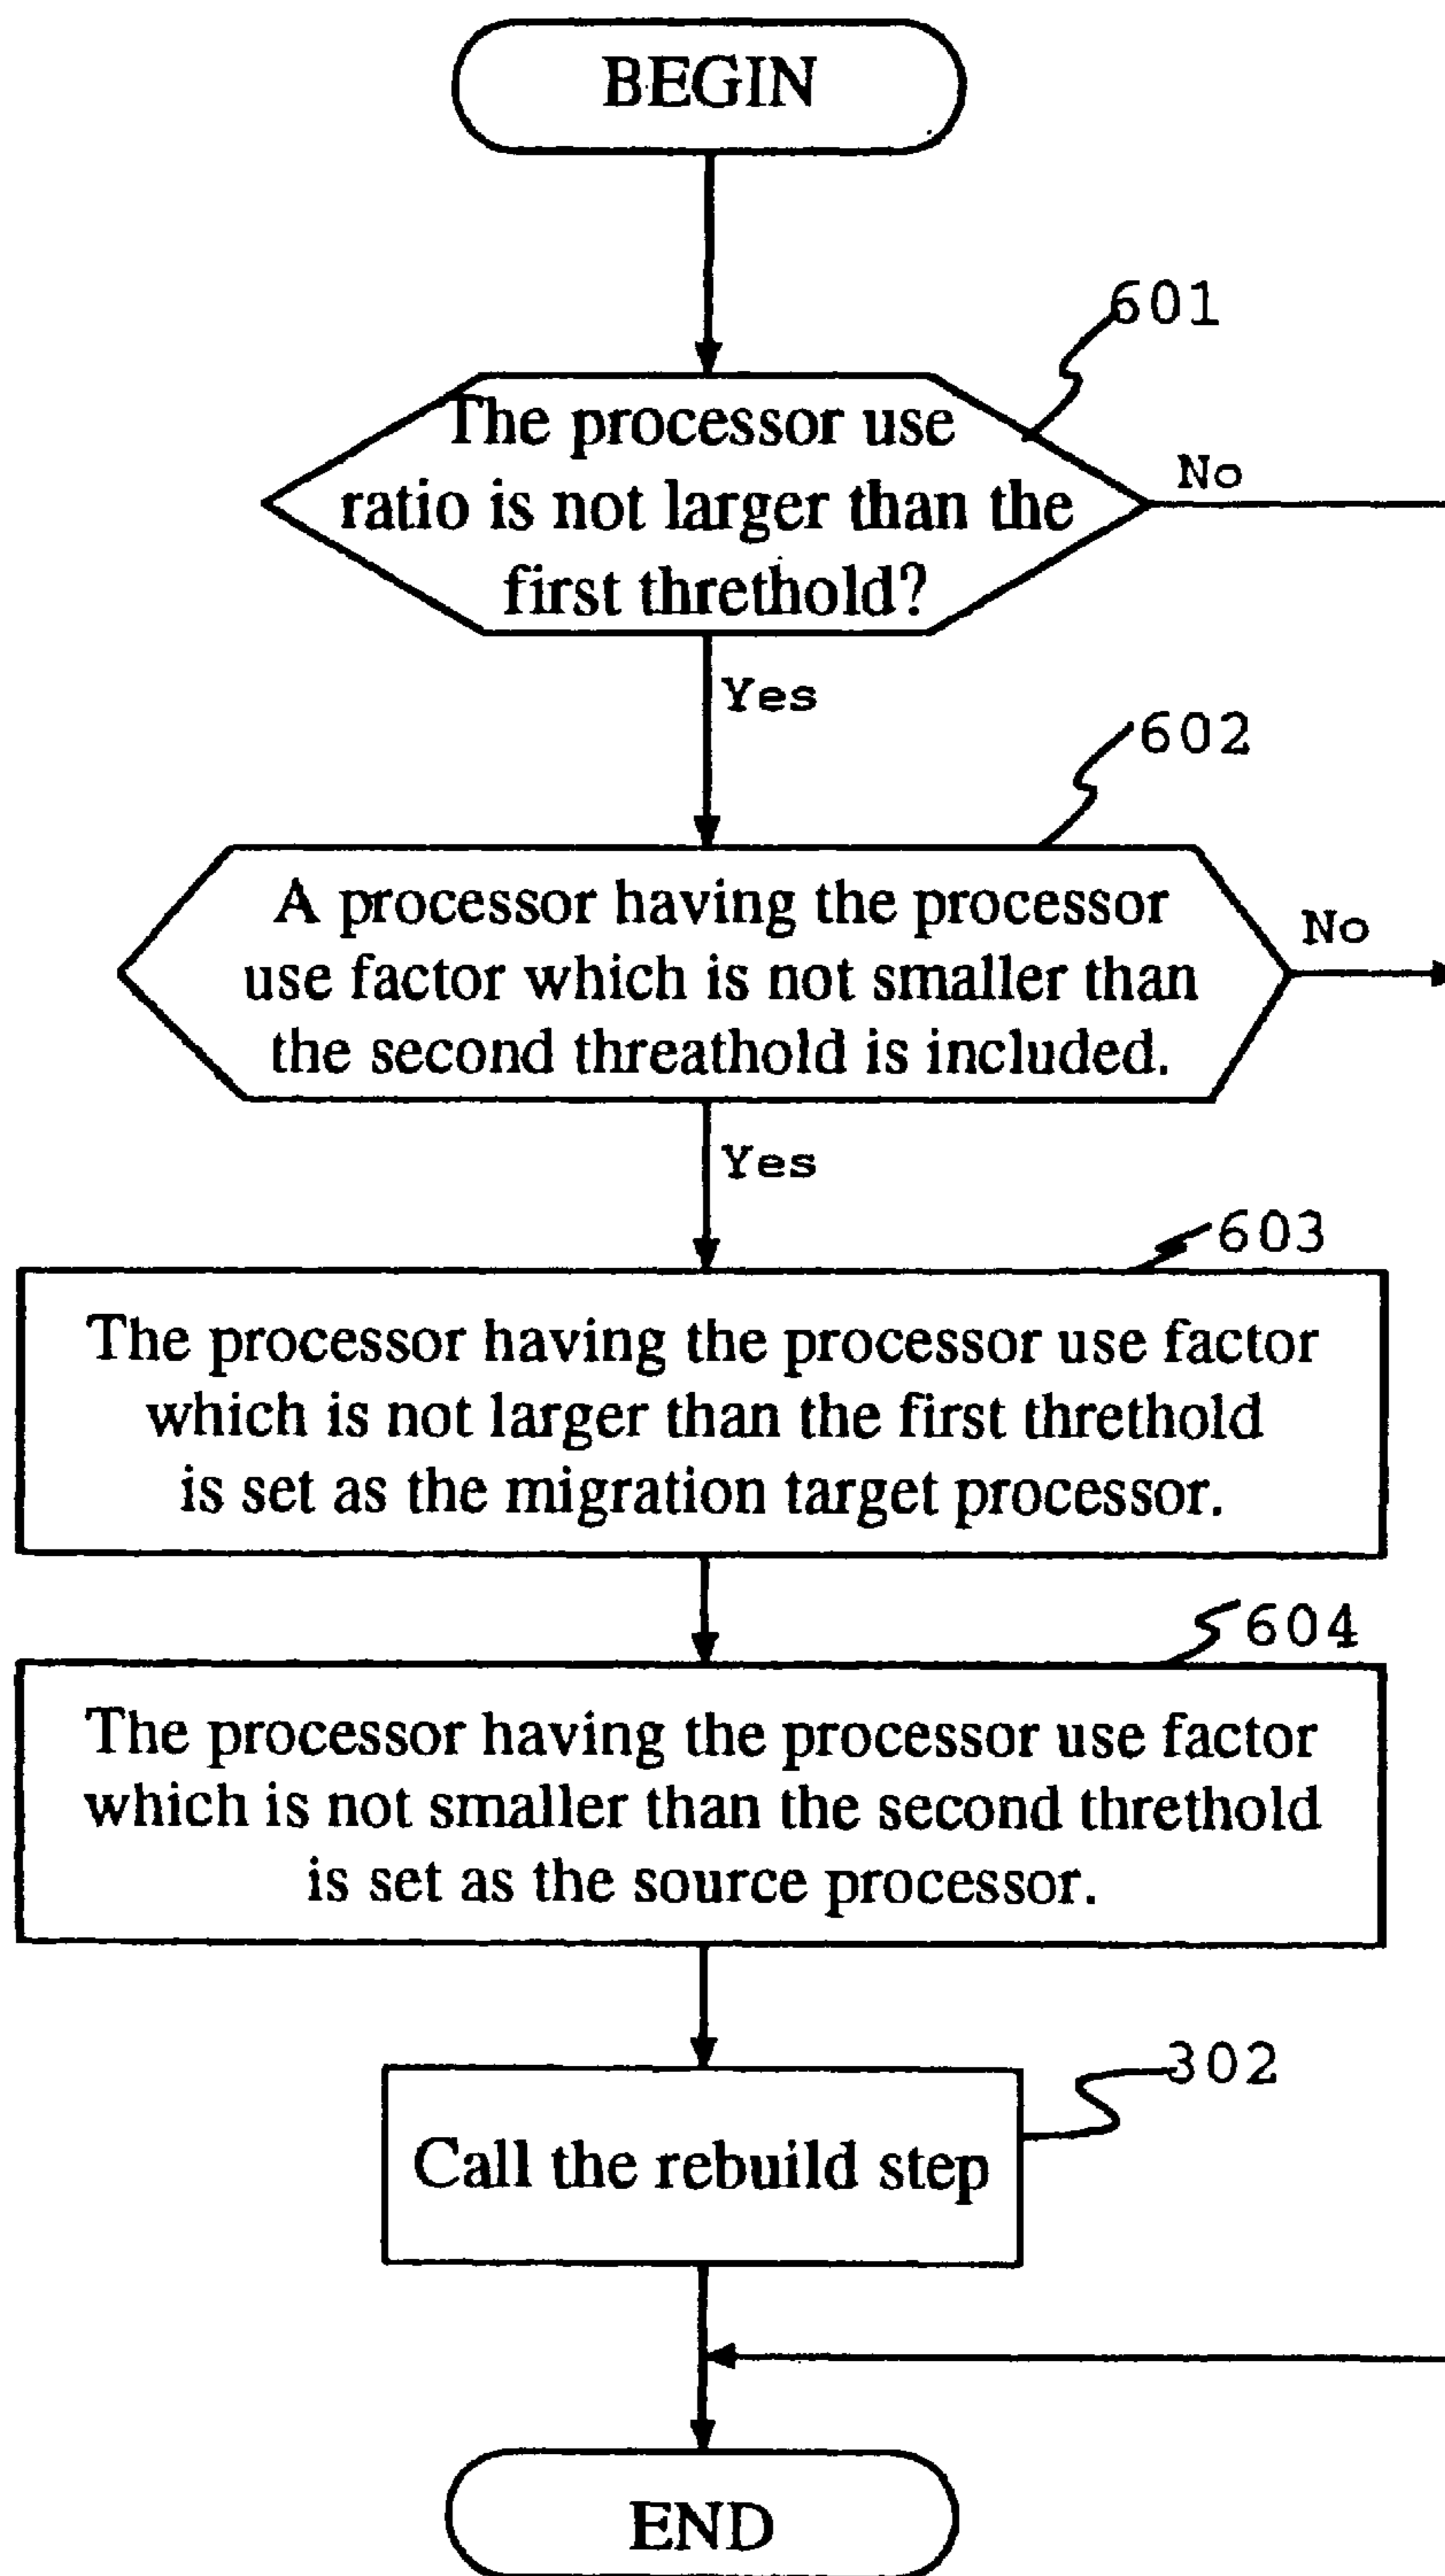 BEGIN
601
The processor use
ratio is not larger than the
first threthold?
No
Yes
602
A processor having the processor
use factor which is not smaller than
the second threathold is included.
No
Yes
603
The processor having the processor use factor
which is not larger than the first threthold
is set as the migration target processor.
604
The processor having the processor use factor
which is not smaller than the second threthold
is set as the source processor.
302
Call the rebuild step
END